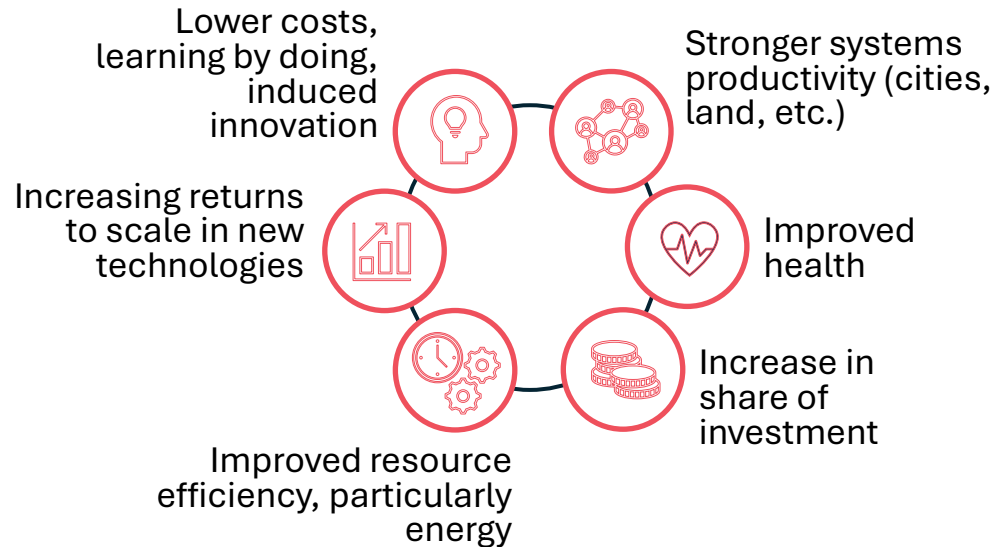 Lower costs,
learning by doing,
induced
innovation
Stronger systems
productivity (cities,
land, etc.)
Increasing returns
to scale in new
technologies
Improved
health
Increase in
share of
investment
Improved resource
efficiency, particularly
energy